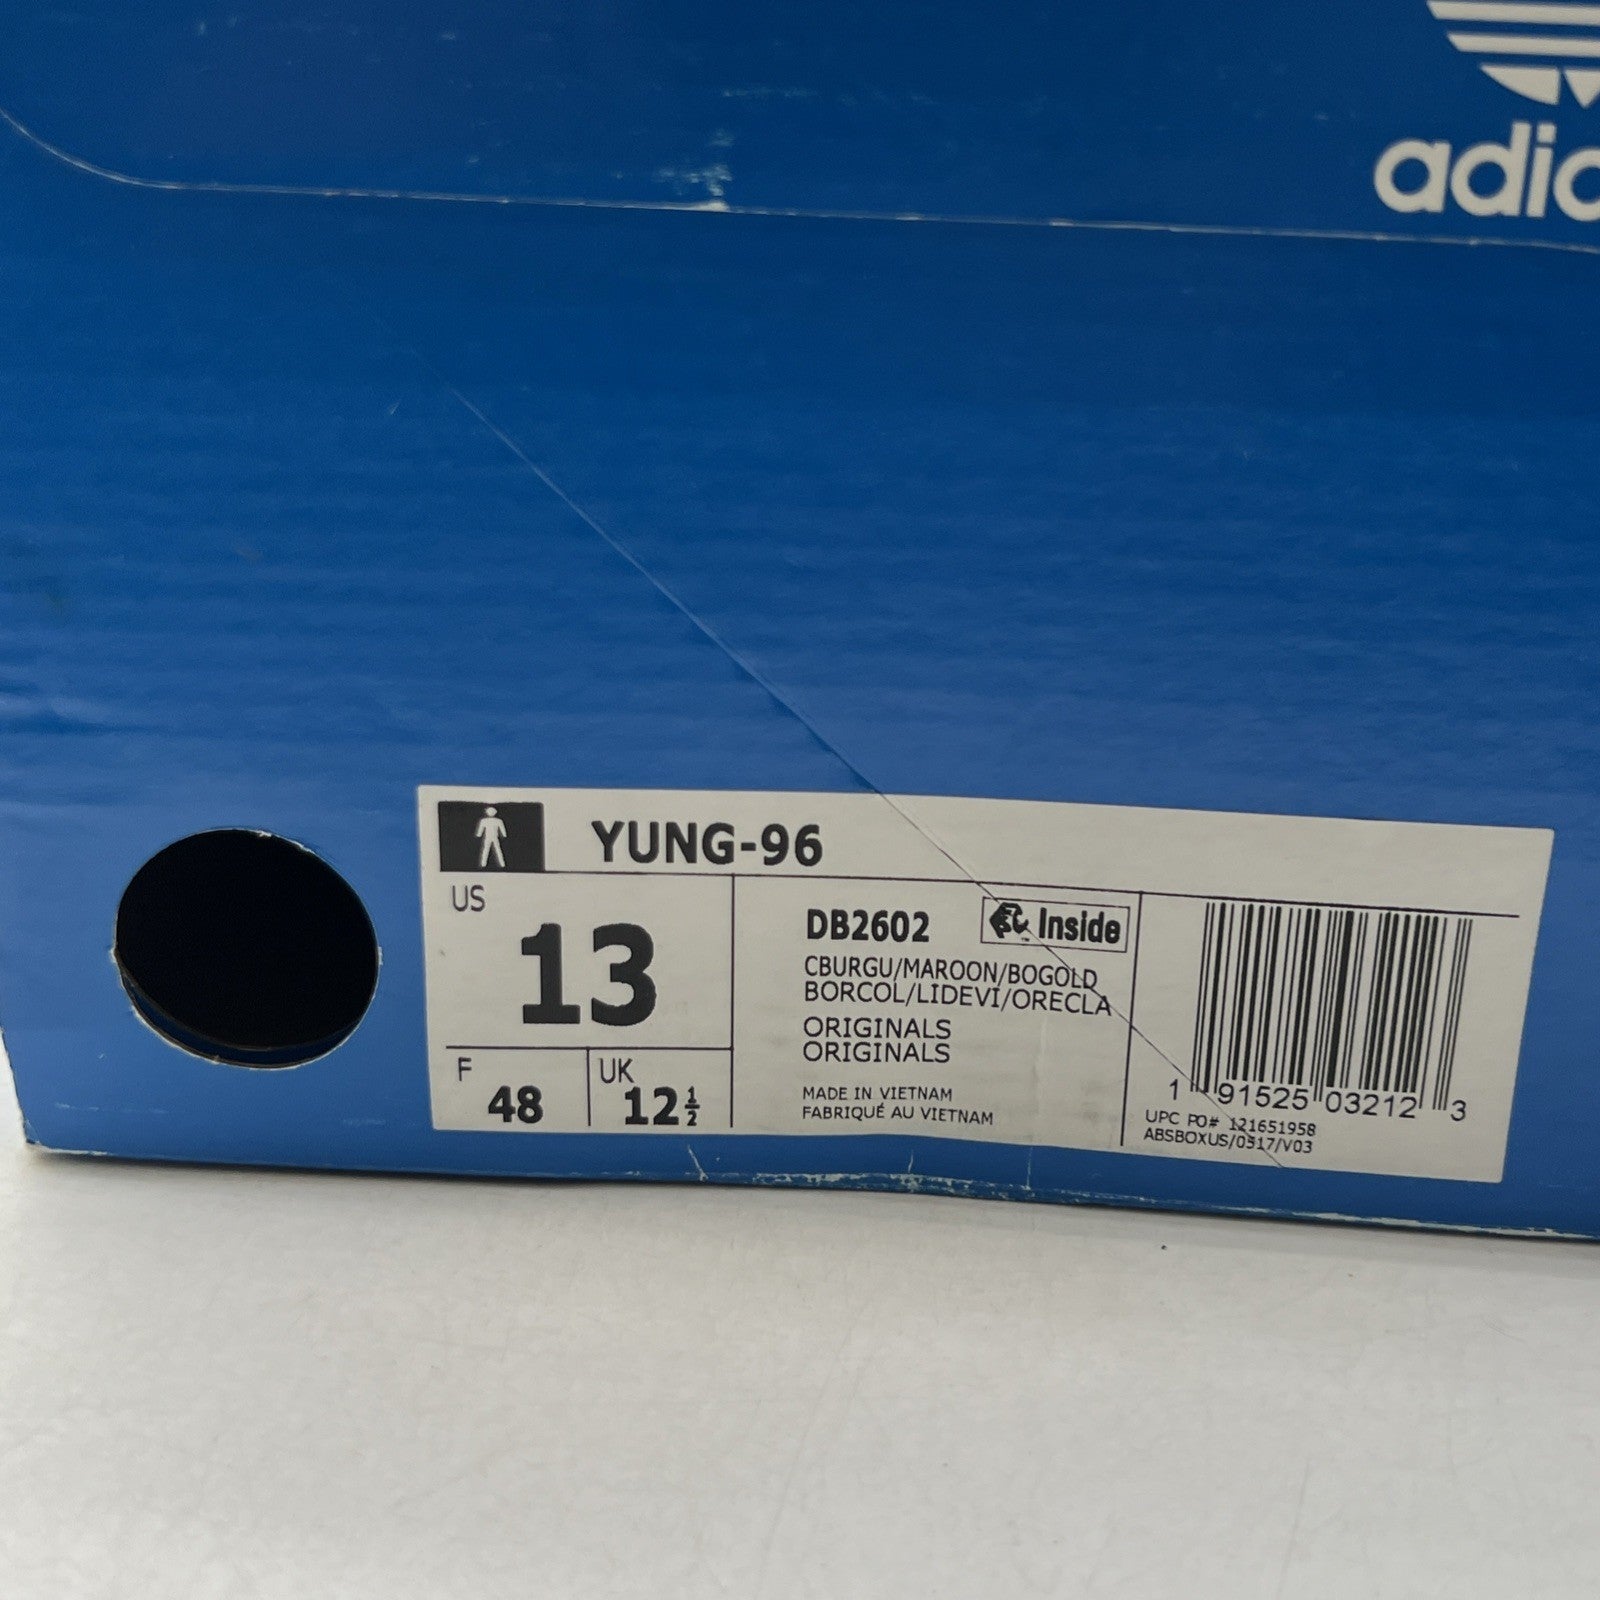 adid
YUNG-96
US
13
F
48
UK
12½
DB2602
Inside
CBURGU/MAROON/BOGOLD
BORCOL/LIDEVI/ORECLA
ORIGINALS
ORIGINALS
MADE IN VIETNAM
FABRIQUÉ AU VIETNAM
1 91525 03212 3
UPC PO# 121651958
ABSBOXUS/0517/V03